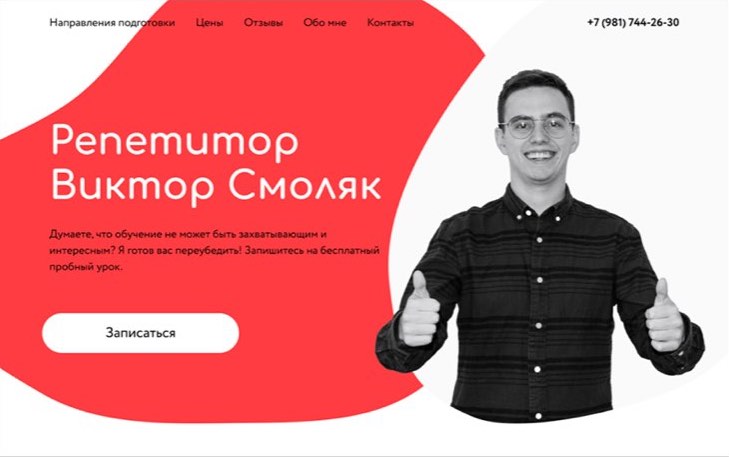 Направления подготовки Цены Отзывы Обо мне Контакты +7 (981) 744-26-30
Репетитор
Виктор Смоляк
Думаете, что обучение не может быть захватывающим и
интересным? Я готов вас переубедить! Запишитесь на бесплатный
пробный урок.
Записаться